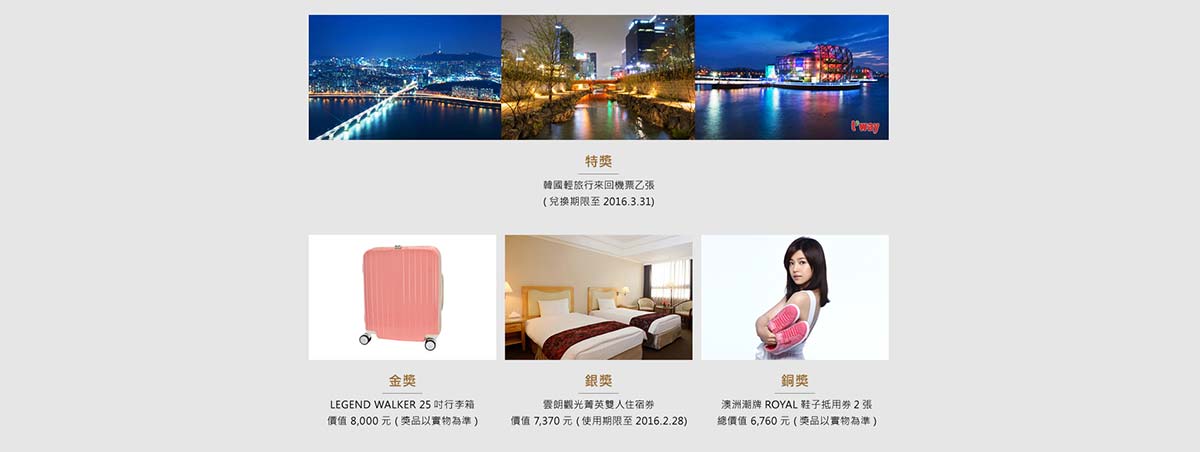 t'way
特獎
韓國輕旅行來回機票乙張
( 兌換期限至 2016.3.31)
金獎
LEGEND WALKER 25 吋行李箱
價值 8,000 元 ( 獎品以實物為準 )
銀獎
雲朗觀光菁英雙人住宿券
價值 7,370 元 ( 使用期限至 2016.2.28)
銅獎
澳洲潮牌 ROYAL 鞋子抵用券 2 張
總價值 6,760 元 ( 獎品以實物為準 )